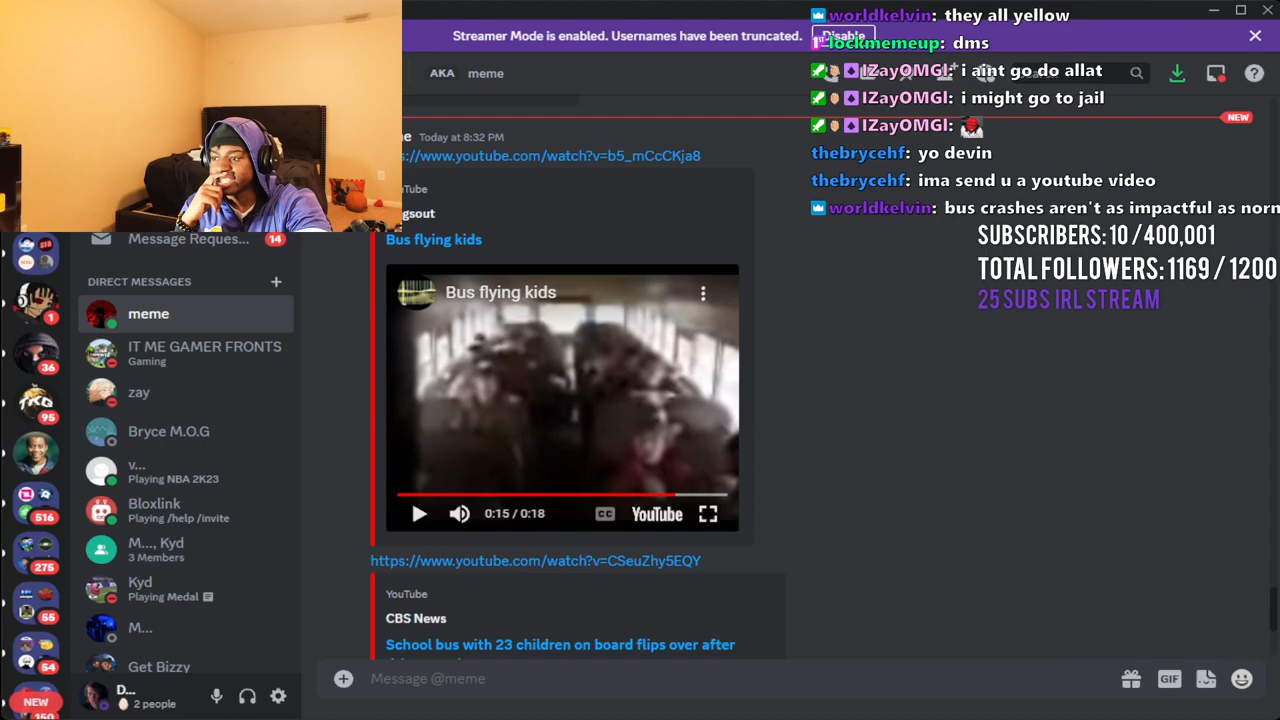 Streamer Mode is enabled. Usernames have been truncated.
Disable
AKA meme
NEW
Today at 8:32 PM
s://www.youtube.com/watch?v=b5_mCcCKja8
Bus flying kids
Bus flying kids
0:15 / 0:18
CC
YouTube
https://www.youtube.com/watch?v=CSeuZhy5EQY
YouTube
CBS News
School bus with 23 children on board flips over after
Message @meme
GIF
Message Reques...
14
DIRECT MESSAGES
meme
IT ME GAMER FRONTS
Gaming
zay
Bryce M.O.G
v...
Playing NBA 2K23
Bloxlink
Playing /help /invite
M..., Kyd
3 Members
Kyd
Playing Medal
M...
Get Bizzy
D...
2 people
1
36
95
516
275
55
54
NEW
150
worldkelvin: they all yellow
lockmemeup: dms
IZayOMGl: i aint go do allat
IZayOMGl: i might go to jail
IZayOMGl:
thebrycehf: yo devin
thebrycehf: ima send u a youtube video
worldkelvin: bus crashes aren't as impactful as norm
SUBSCRIBERS: 10 / 400,001
TOTAL FOLLOWERS: 1169 / 1200
25 SUBS IRL STREAM